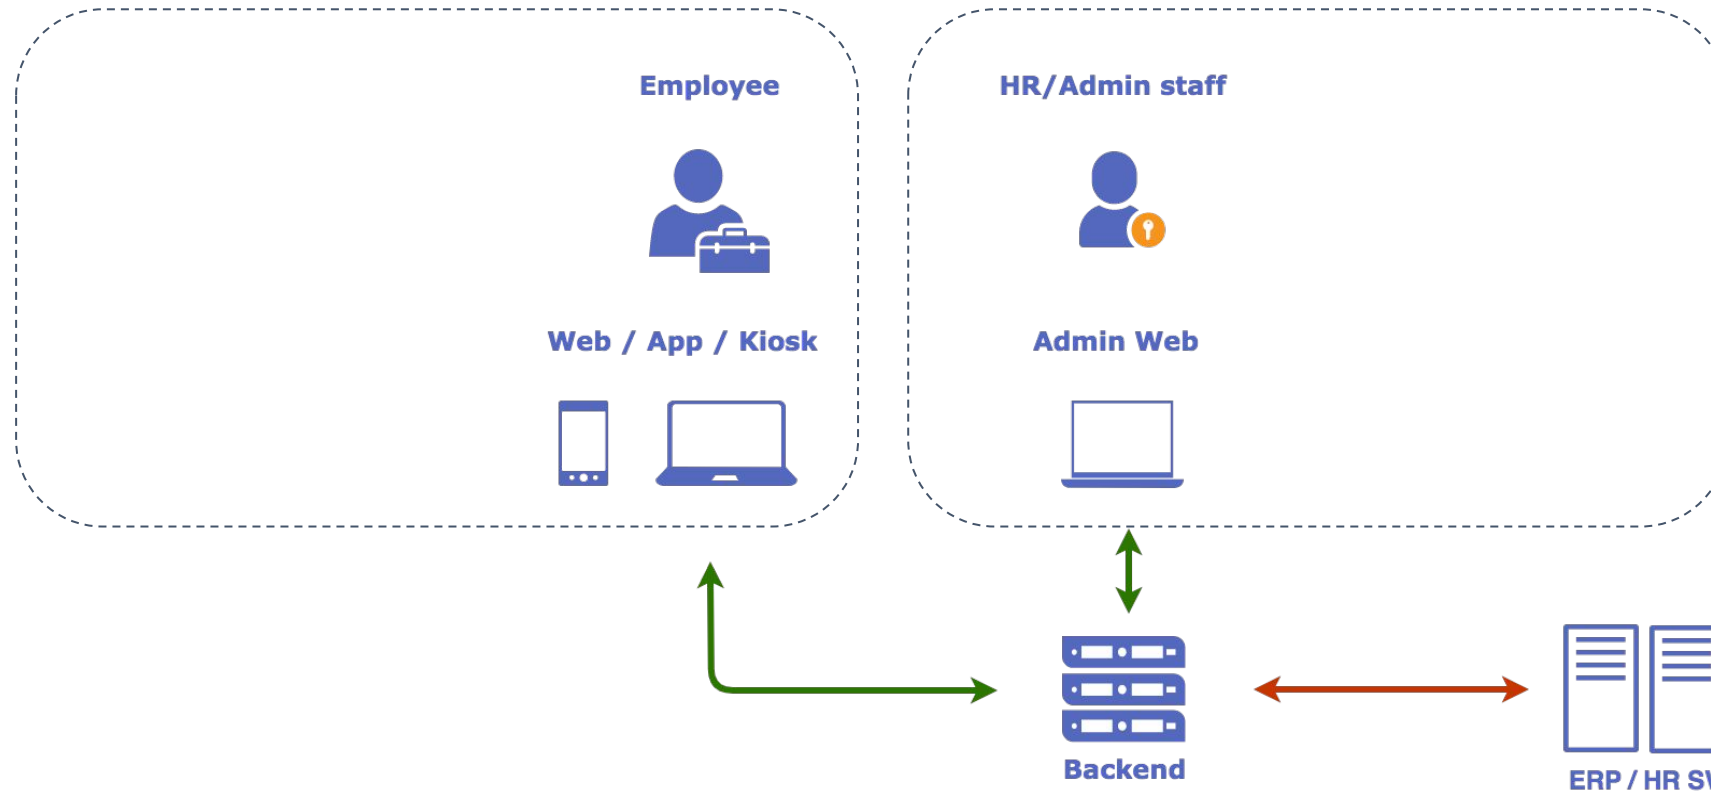 Employee
HR/Admin staff
Web / App / Kiosk
Admin Web
Backend
ERP / HR